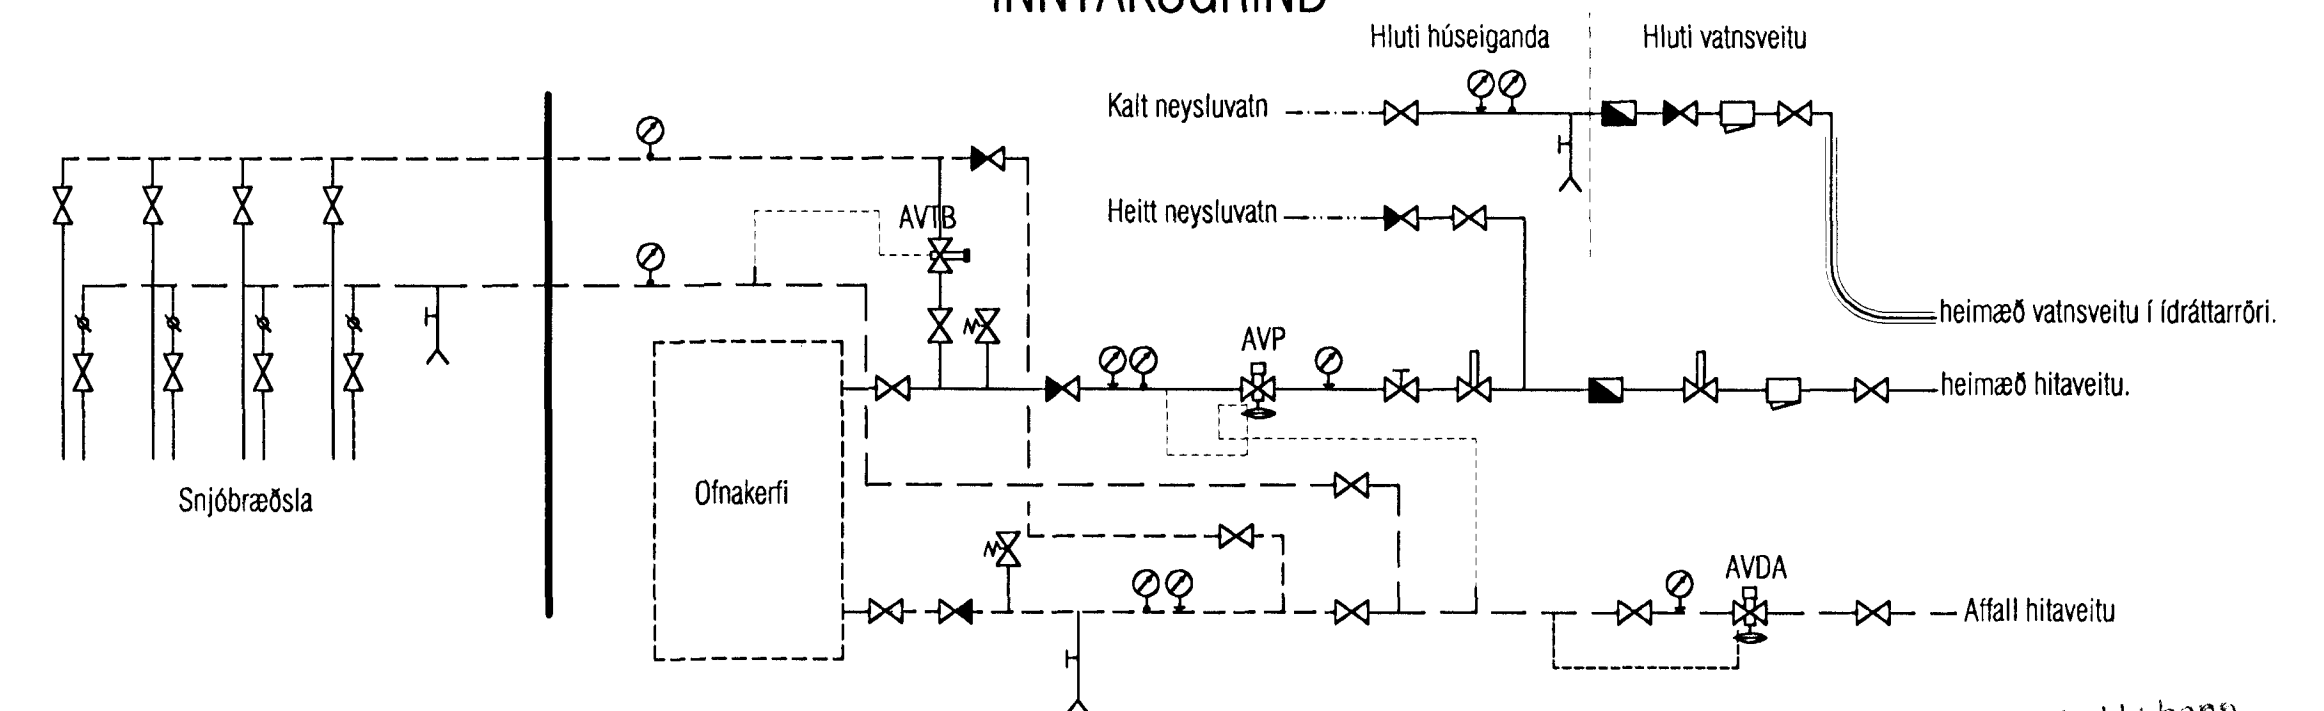 INNTAKSGRIND
Hluti húseiganda
Hluti vatnsveitu
Kalt neysluvatn
Heitt neysluvatn
AVTB
heimæð vatnsveitu í ídráttarröri.
AVP
heimæð hitaveitu.
Snjóbræðsla
Ofnakerfi
AVDA
Affall hitaveitu